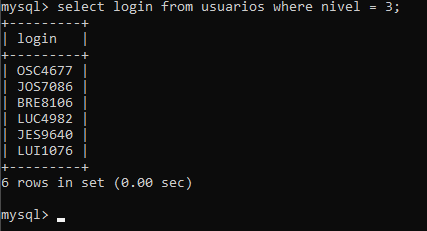 mysql> select login from usuarios where nivel = 3;
+---------+
| login   |
+---------+
| OSC4677 |
| JOS7086 |
| BRE8106 |
| LUC4982 |
| JES9640 |
| LUI1076 |
+---------+
6 rows in set (0.00 sec)
mysql> _